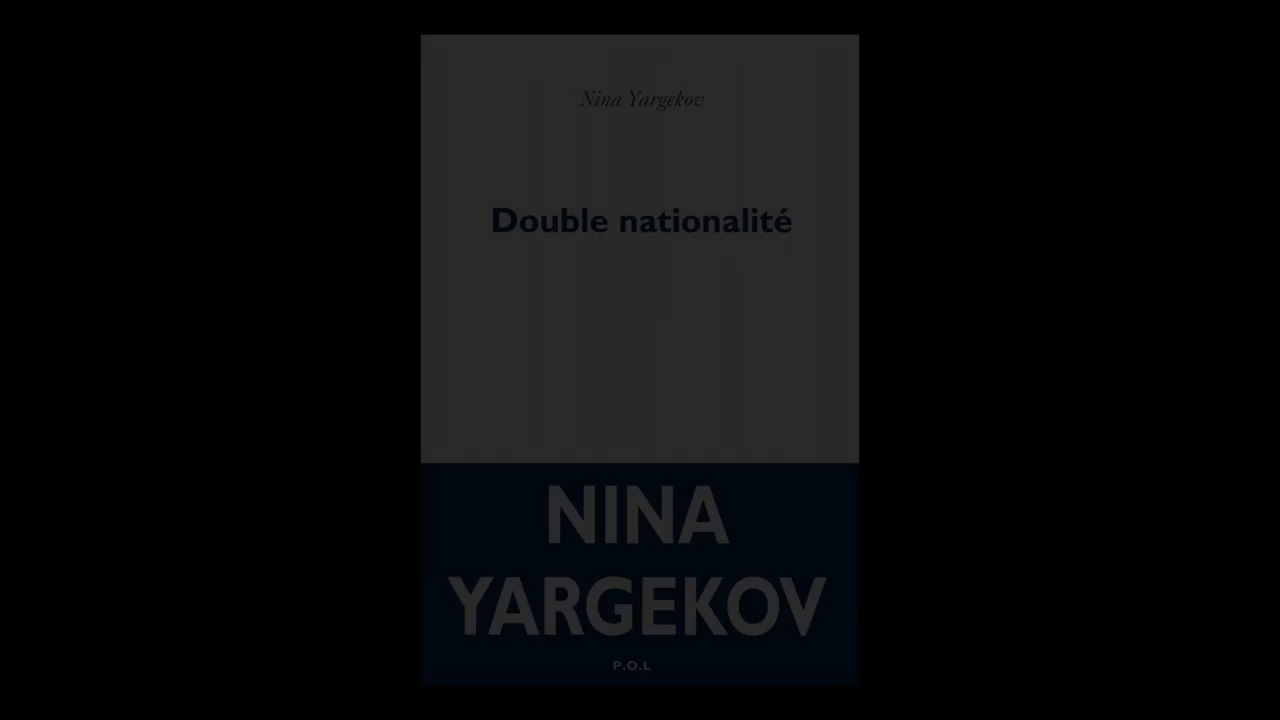 Nina Yargekov
Double nationalité
NINA
YARGEKOV
P.O.L